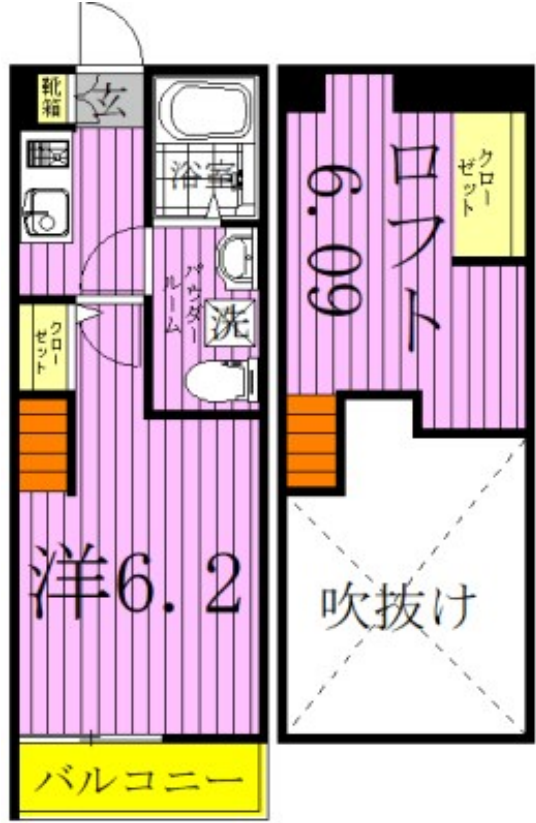 靴箱
玄
浴室
パウダールーム
洗
クローゼット
洋6.2
バルコニー
クローゼット
ロフト
6.09
吹抜け